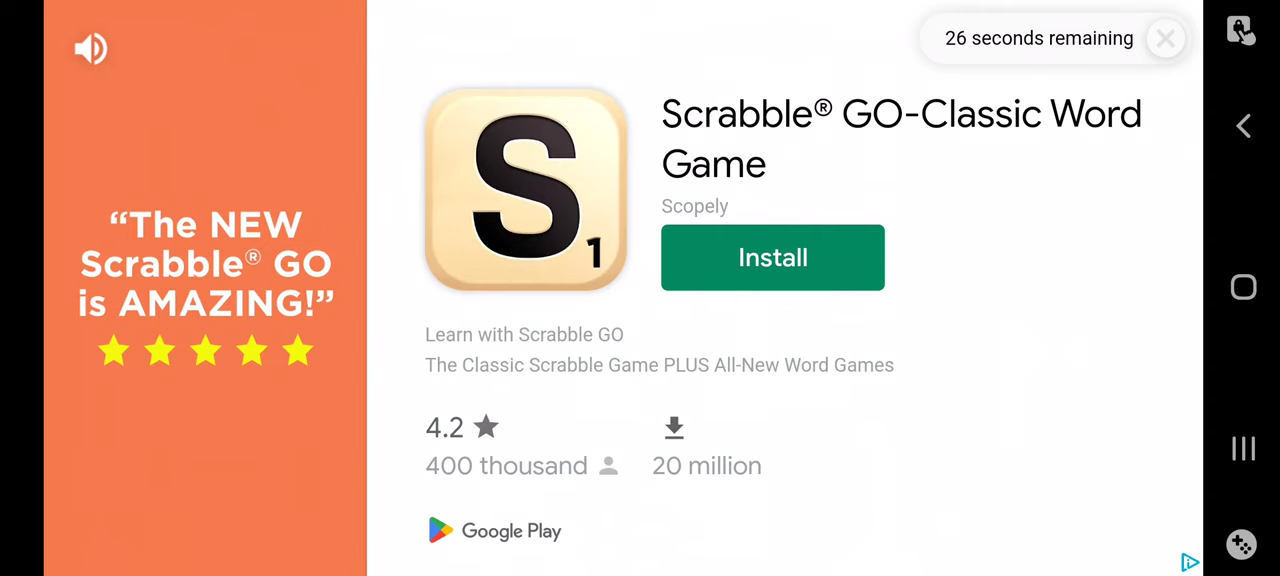 “The NEW
Scrabble® GO
is AMAZING!”
26 seconds remaining
S
1
Scrabble® GO-Classic Word
Game
Scopely
Install
Learn with Scrabble GO
The Classic Scrabble Game PLUS All-New Word Games
4.2
400 thousand
20 million
Google Play